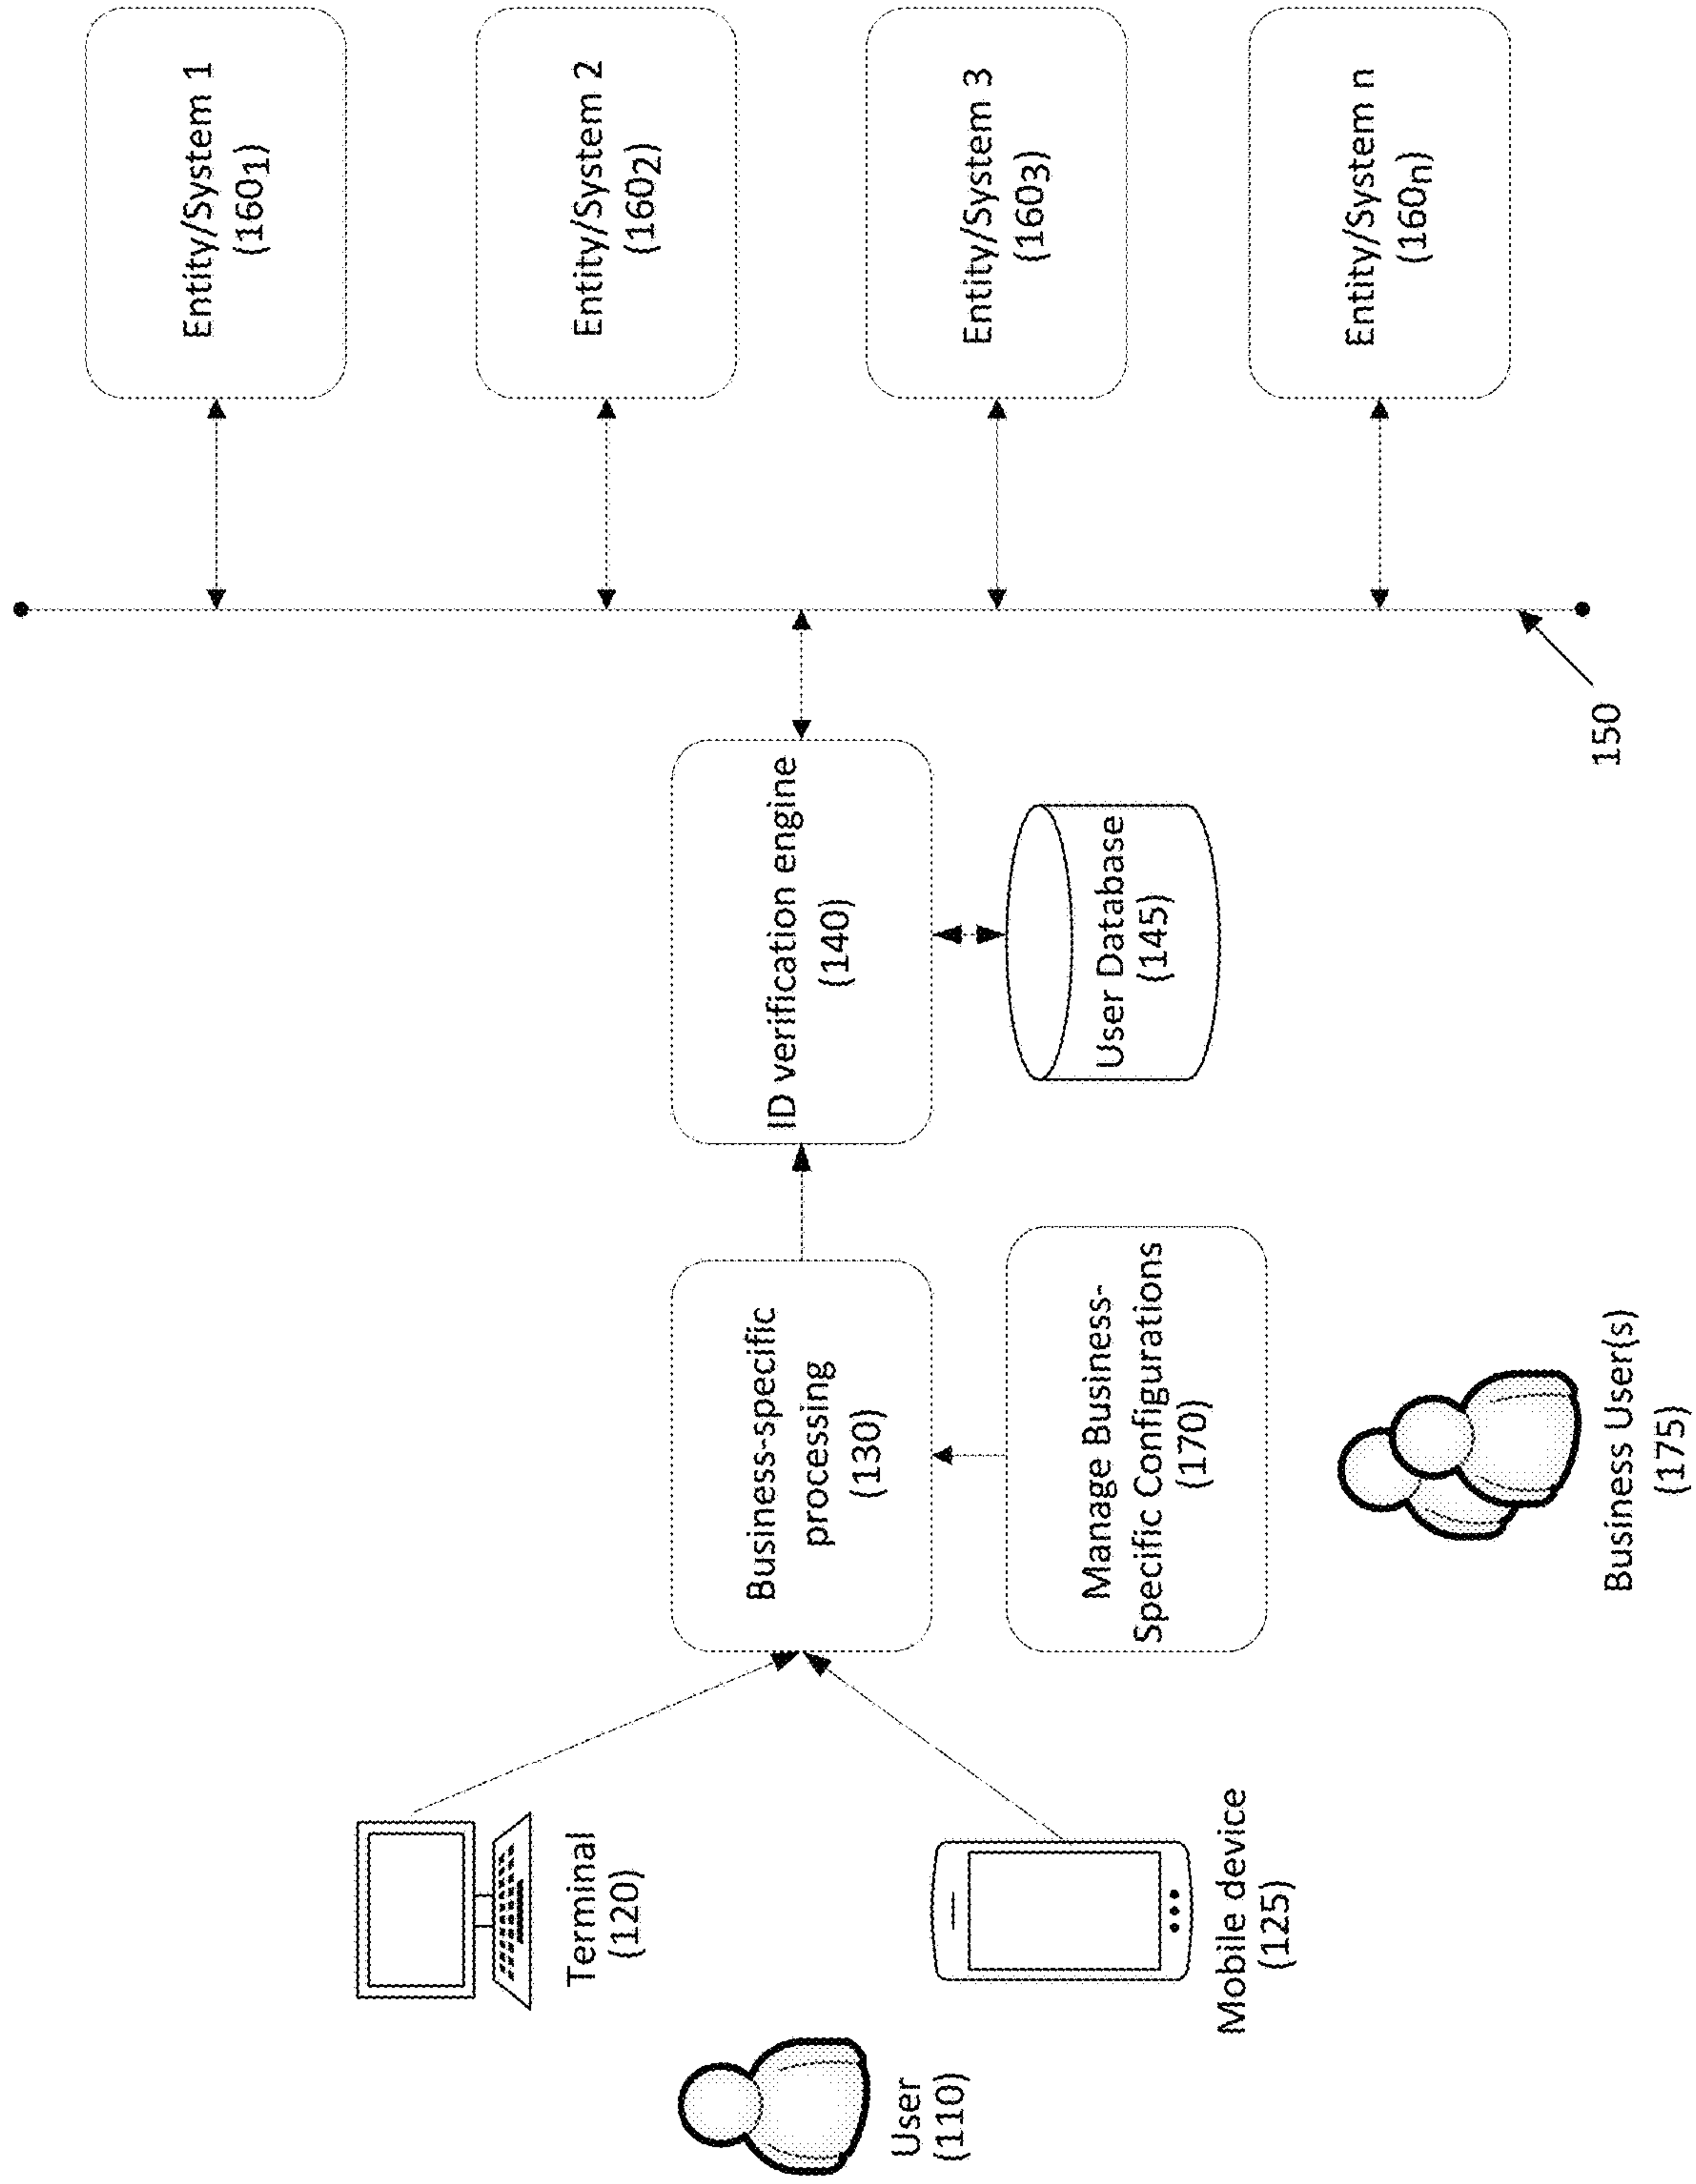 User
(110)
Terminal
(120)
Mobile device
(125)
Business-specific
processing
(130)
Manage Business-
Specific Configurations
(170)
Business User(s)
(175)
ID verification engine
(140)
User Database
(145)
150
Entity/System 1
(160₁)
Entity/System 2
(160₂)
Entity/System 3
(160₃)
Entity/System n
(160ₙ)